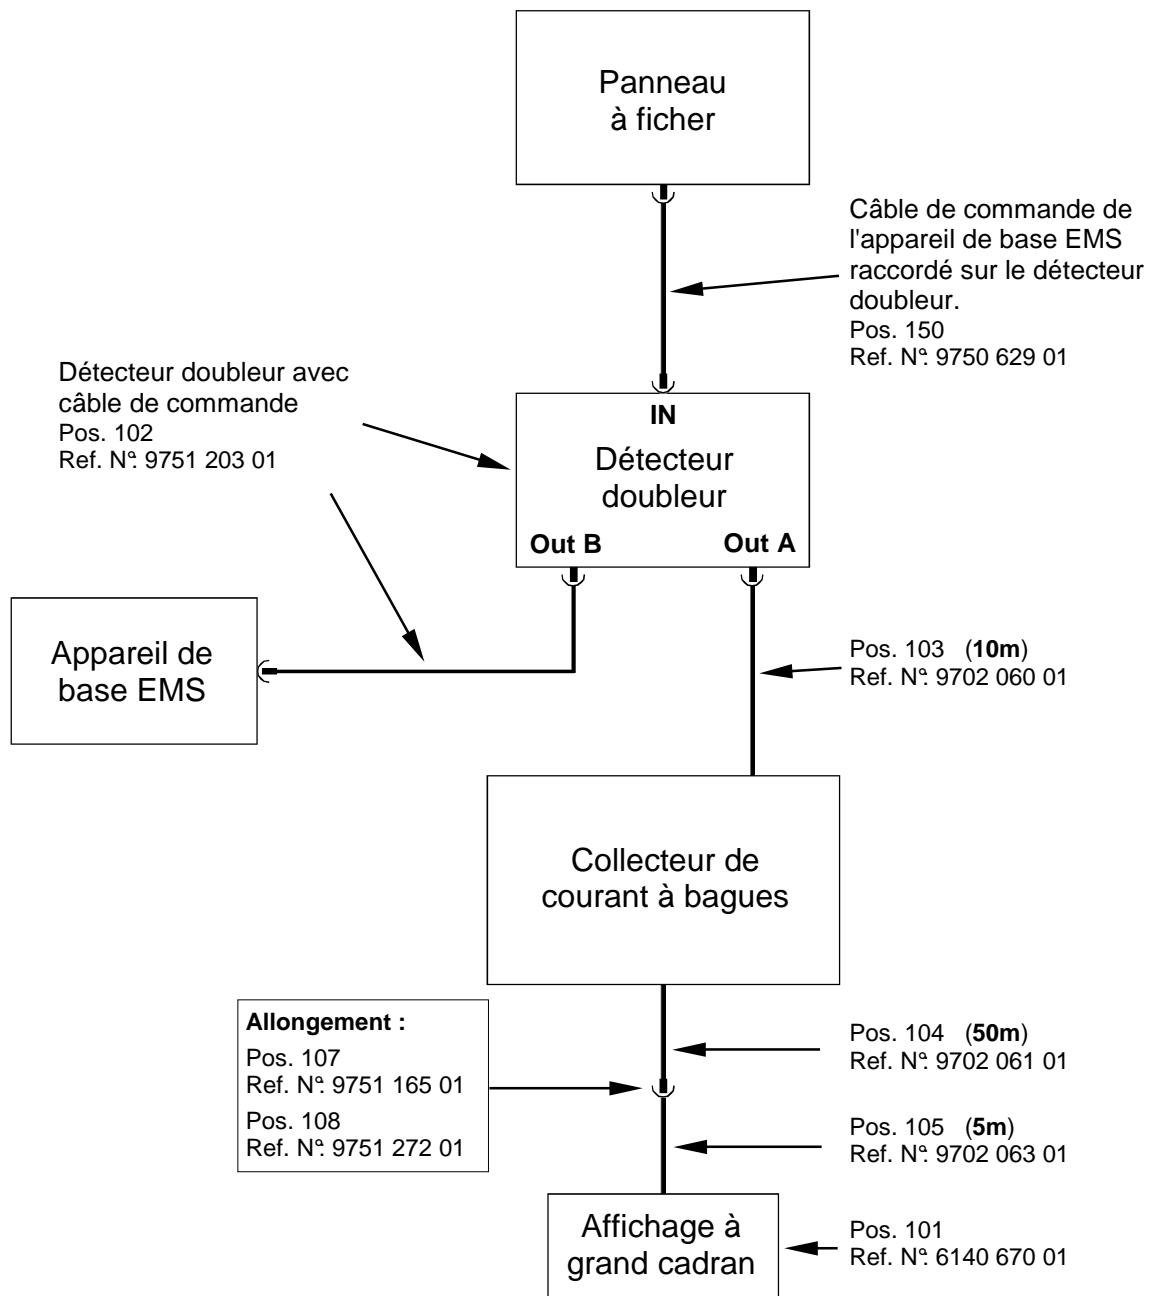 Panneau
à ficher
Câble de commande de
l'appareil de base EMS
raccordé sur le détecteur
doubleur.
Pos. 150
Ref. N°: 9750 629 01
Détecteur doubleur avec
câble de commande
Pos. 102
Ref. N°: 9751 203 01
IN
Détecteur
doubleur
Out B
Out A
Appareil de
base EMS
Pos. 103 (10m)
Ref. N°: 9702 060 01
Collecteur de
courant à bagues
Allongement :
Pos. 107
Ref. N°: 9751 165 01
Pos. 108
Ref. N°: 9751 272 01
Pos. 104 (50m)
Ref. N°: 9702 061 01
Pos. 105 (5m)
Ref. N°: 9702 063 01
Affichage à
grand cadran
Pos. 101
Ref. N°: 6140 670 01